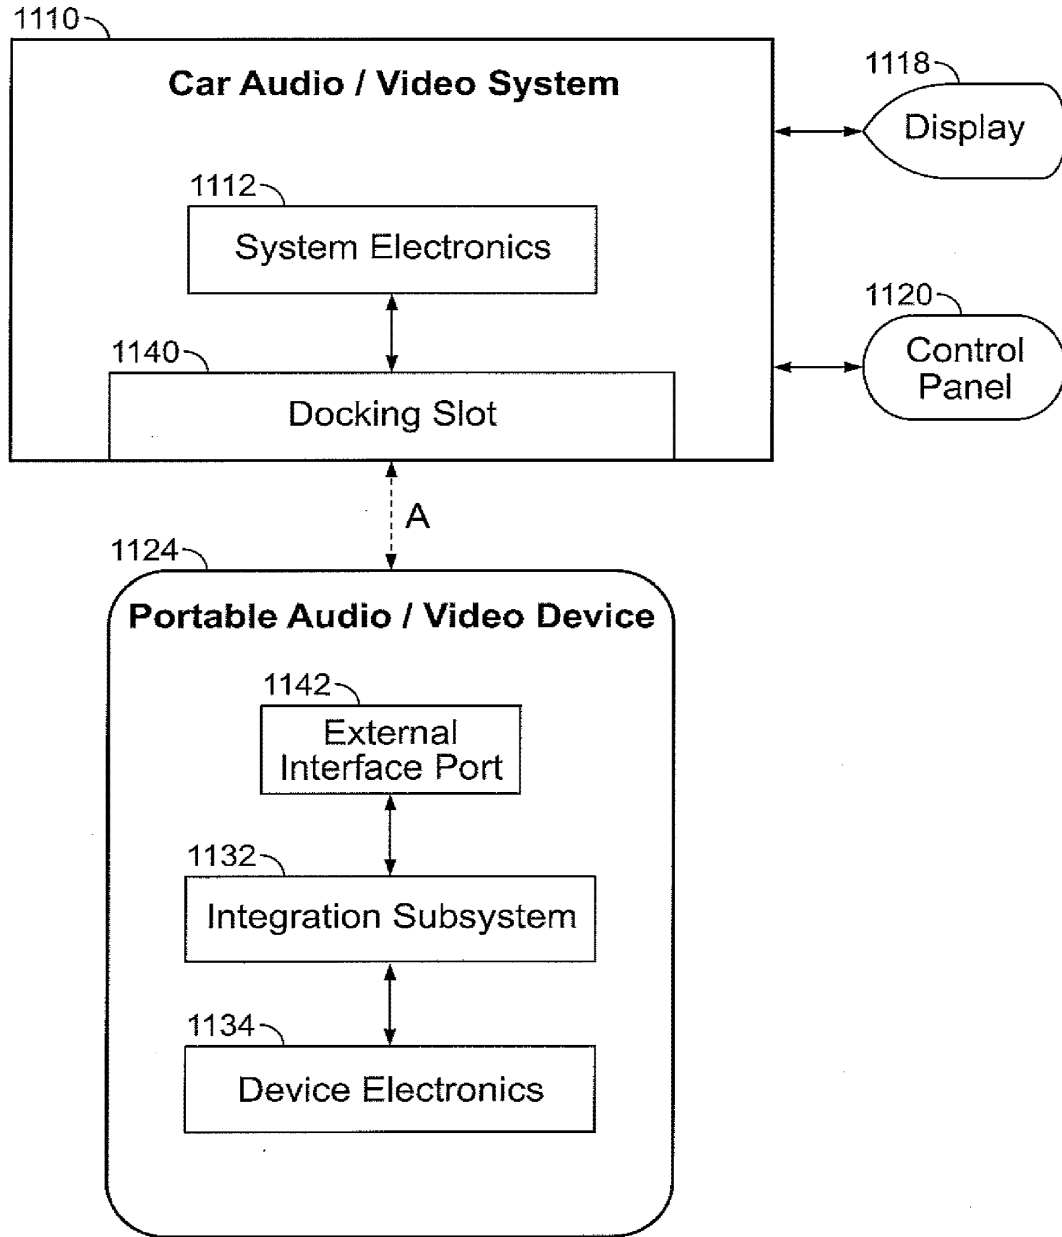 1110
Car Audio / Video System
1118
Display
1112
System Electronics
1120
Control
Panel
1140
Docking Slot
A
1124
Portable Audio / Video Device
1142
External
Interface Port
1132
Integration Subsystem
1134
Device Electronics